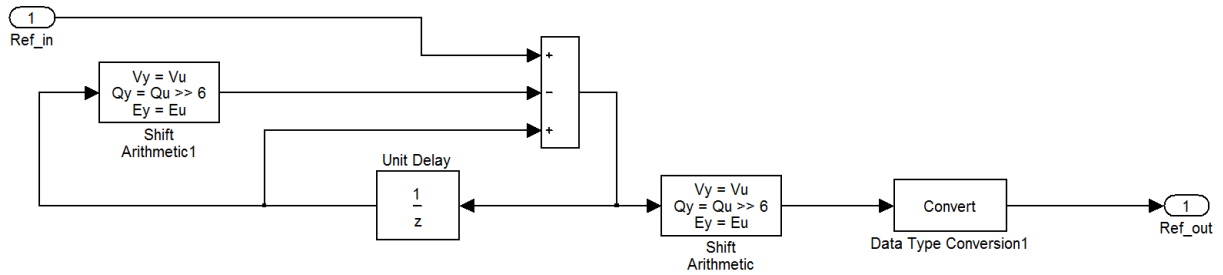 1
Ref_in
Vy = Vu
Qy = Qu >> 6
Ey = Eu
Shift
Arithmetic1
+
−
+
Unit Delay
1
z
Vy = Vu
Qy = Qu >> 6
Ey = Eu
Shift
Arithmetic
Convert
Data Type Conversion1
1
Ref_out